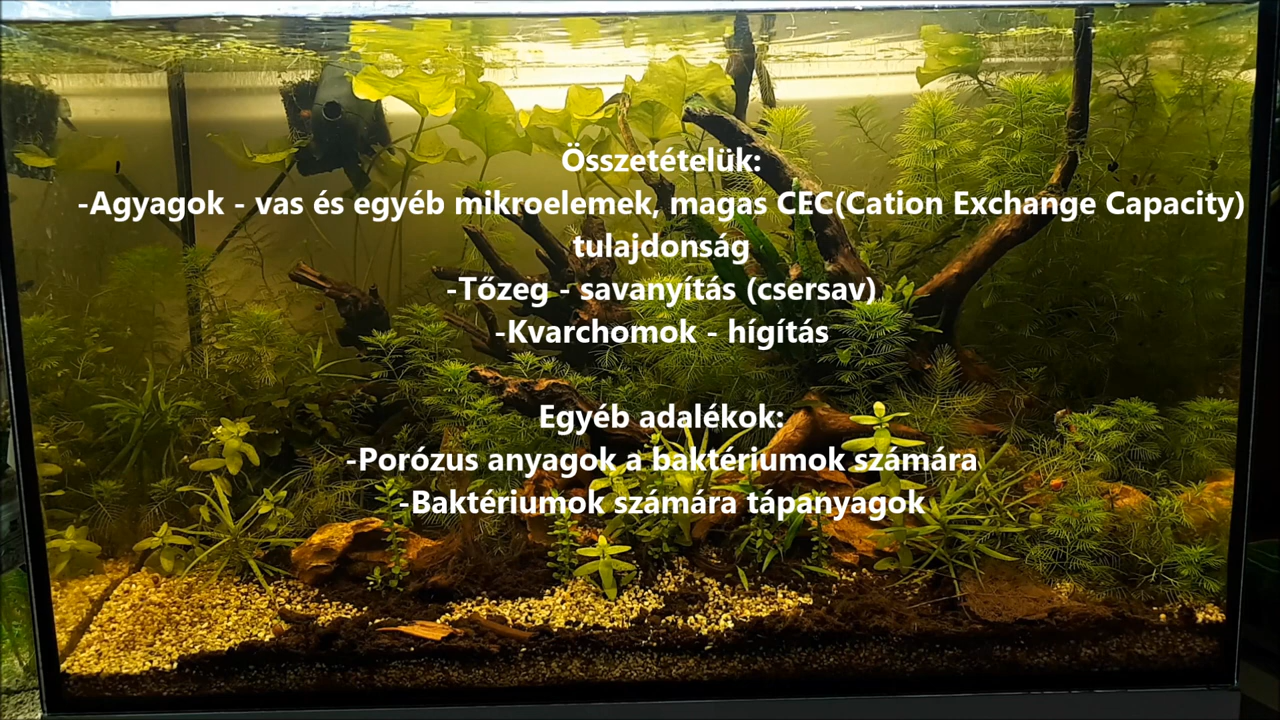 Összetételük:
-Agyagok - vas és egyéb mikroelemek, magas CEC(Cation Exchange Capacity)
tulajdonság
-Tőzeg - savanyítás (csersav)
-Kvarchomok - hígítás
Egyéb adalékok:
-Porózus anyagok a baktériumok számára
-Baktériumok számára tápanyagok